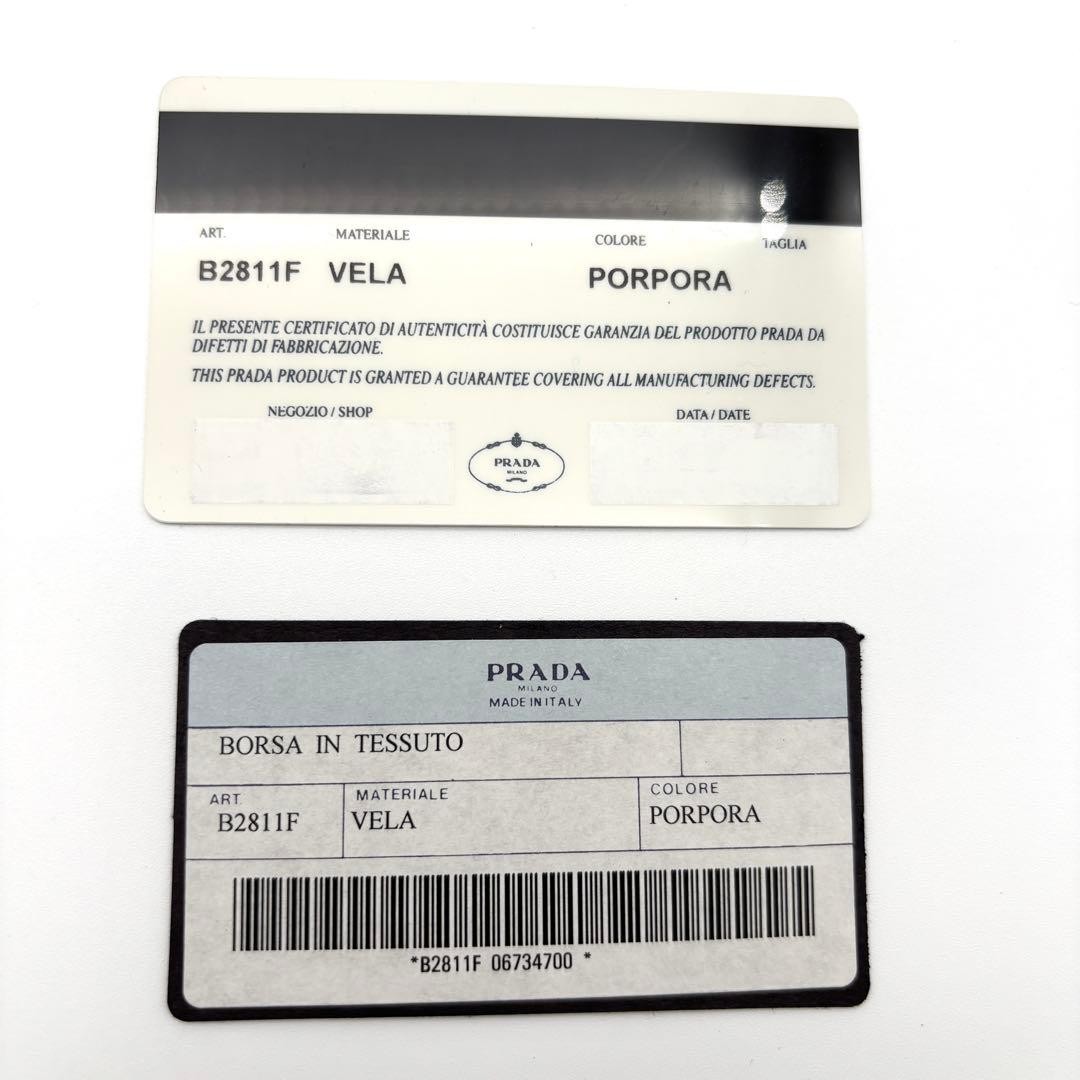 ART. MATERIALE COLORE TAGLIA
B2811F VELA PORPORA
IL PRESENTE CERTIFICATO DI AUTENTICITÀ COSTITUISCE GARANZIA DEL PRODOTTO PRADA DA
DIFETTI DI FABBRICAZIONE.
THIS PRADA PRODUCT IS GRANTED A GUARANTEE COVERING ALL MANUFACTURING DEFECTS.
NEGOZIO / SHOP DATA / DATE
PRADA
MILANO
PRADA
MILANO
MADE IN ITALY
BORSA IN TESSUTO
ART. MATERIALE COLORE
B2811F VELA PORPORA
*B2811F 06734700 *